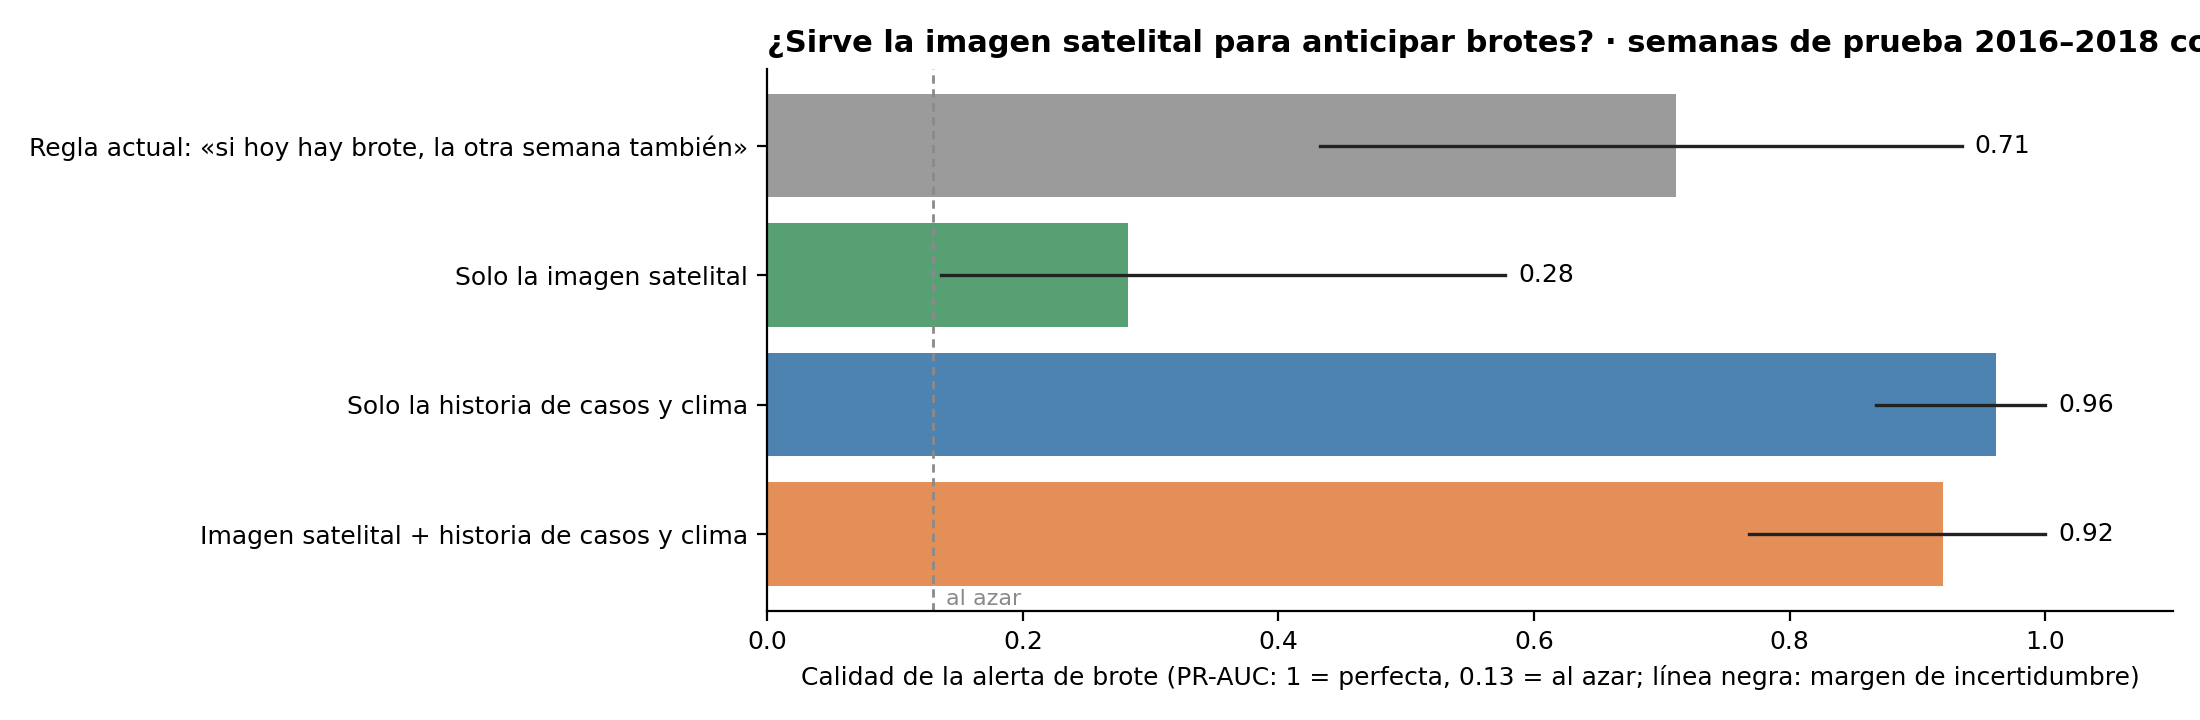 ¿Sirve la imagen satelital para anticipar brotes? · semanas de prueba 2016–2018
Regla actual: «si hoy hay brote, la otra semana también»
0.71
Solo la imagen satelital
0.28
Solo la historia de casos y clima
0.96
Imagen satelital + historia de casos y clima
0.92
al azar
0.0 0.2 0.4 0.6 0.8 1.0
Calidad de la alerta de brote (PR-AUC: 1 = perfecta, 0.13 = al azar; línea negra: margen de incertidumbre)